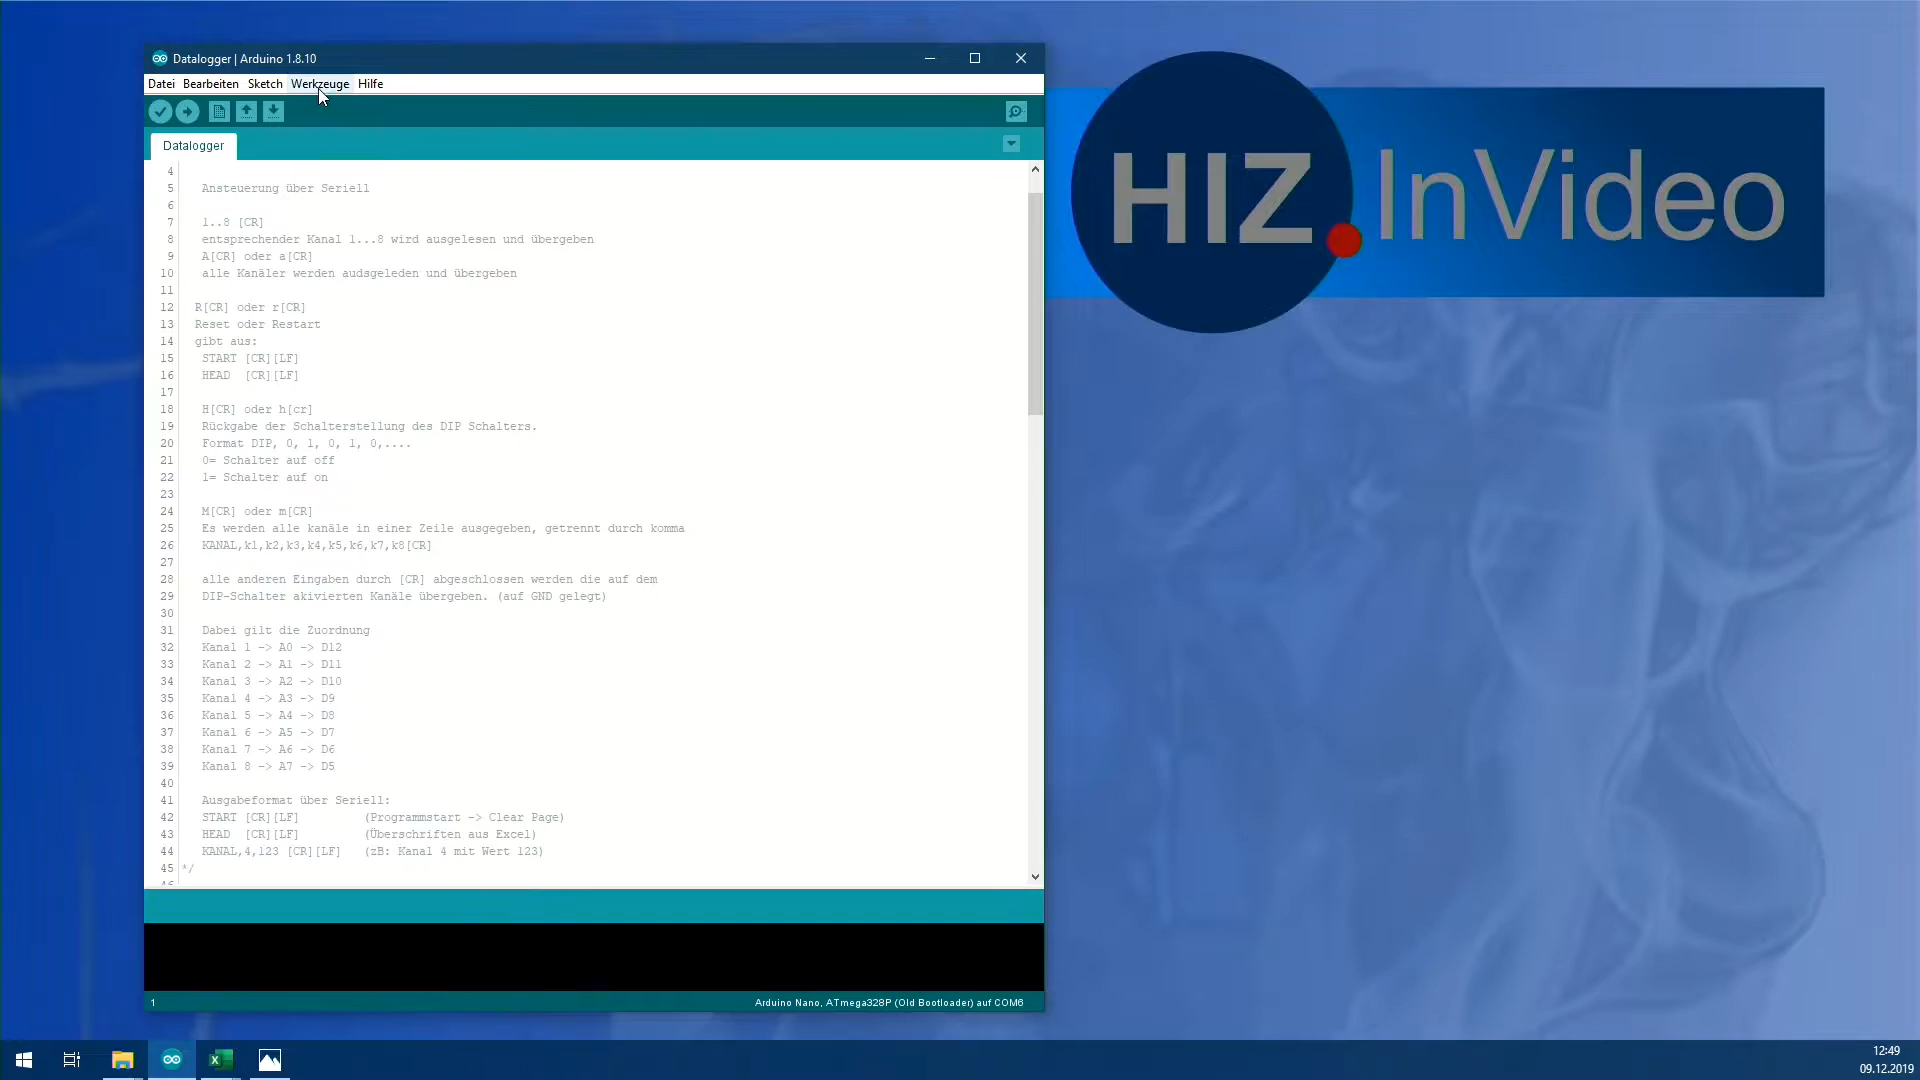 Datalogger | Arduino 1.8.10
Datei Bearbeiten Sketch Werkzeuge Hilfe
Datalogger
4
5 Ansteuerung über Seriell
6
7 1..8 [CR]
8 entsprechender Kanal 1...8 wird ausgelesen und übergeben
9 A[CR] oder a[CR]
10 alle Kanäler werden audsgeleden und übergeben
11
12 R[CR] oder r[CR]
13 Reset oder Restart
14 gibt aus:
15 START [CR][LF]
16 HEAD [CR][LF]
17
18 H[CR] oder h[cr]
19 Rückgabe der Schalterstellung des DIP Schalters.
20 Format DIP, 0, 1, 0, 1, 0,....
21 0= Schalter auf off
22 1= Schalter auf on
23
24 M[CR] oder m[CR]
25 Es werden alle kanäle in einer Zeile ausgegeben, getrennt durch komma
26 KANAL,k1,k2,k3,k4,k5,k6,k7,k8[CR]
27
28 alle anderen Eingaben durch [CR] abgeschlossen werden die auf dem
29 DIP-Schalter akivierten Kanäle übergeben. (auf GND gelegt)
30
31 Dabei gilt die Zuordnung
32 Kanal 1 -> A0 -> D12
33 Kanal 2 -> A1 -> D11
34 Kanal 3 -> A2 -> D10
35 Kanal 4 -> A3 -> D9
36 Kanal 5 -> A4 -> D8
37 Kanal 6 -> A5 -> D7
38 Kanal 7 -> A6 -> D6
39 Kanal 8 -> A7 -> D5
40
41 Ausgabeformat über Seriell:
42 START [CR][LF] (Programmstart -> Clear Page)
43 HEAD [CR][LF] (Überschriften aus Excel)
44 KANAL,4,123 [CR][LF] (zB: Kanal 4 mit Wert 123)
45 */
1
Arduino Nano, ATmega328P (Old Bootloader) auf COM6
HIZ. InVideo
12:49
09.12.2019